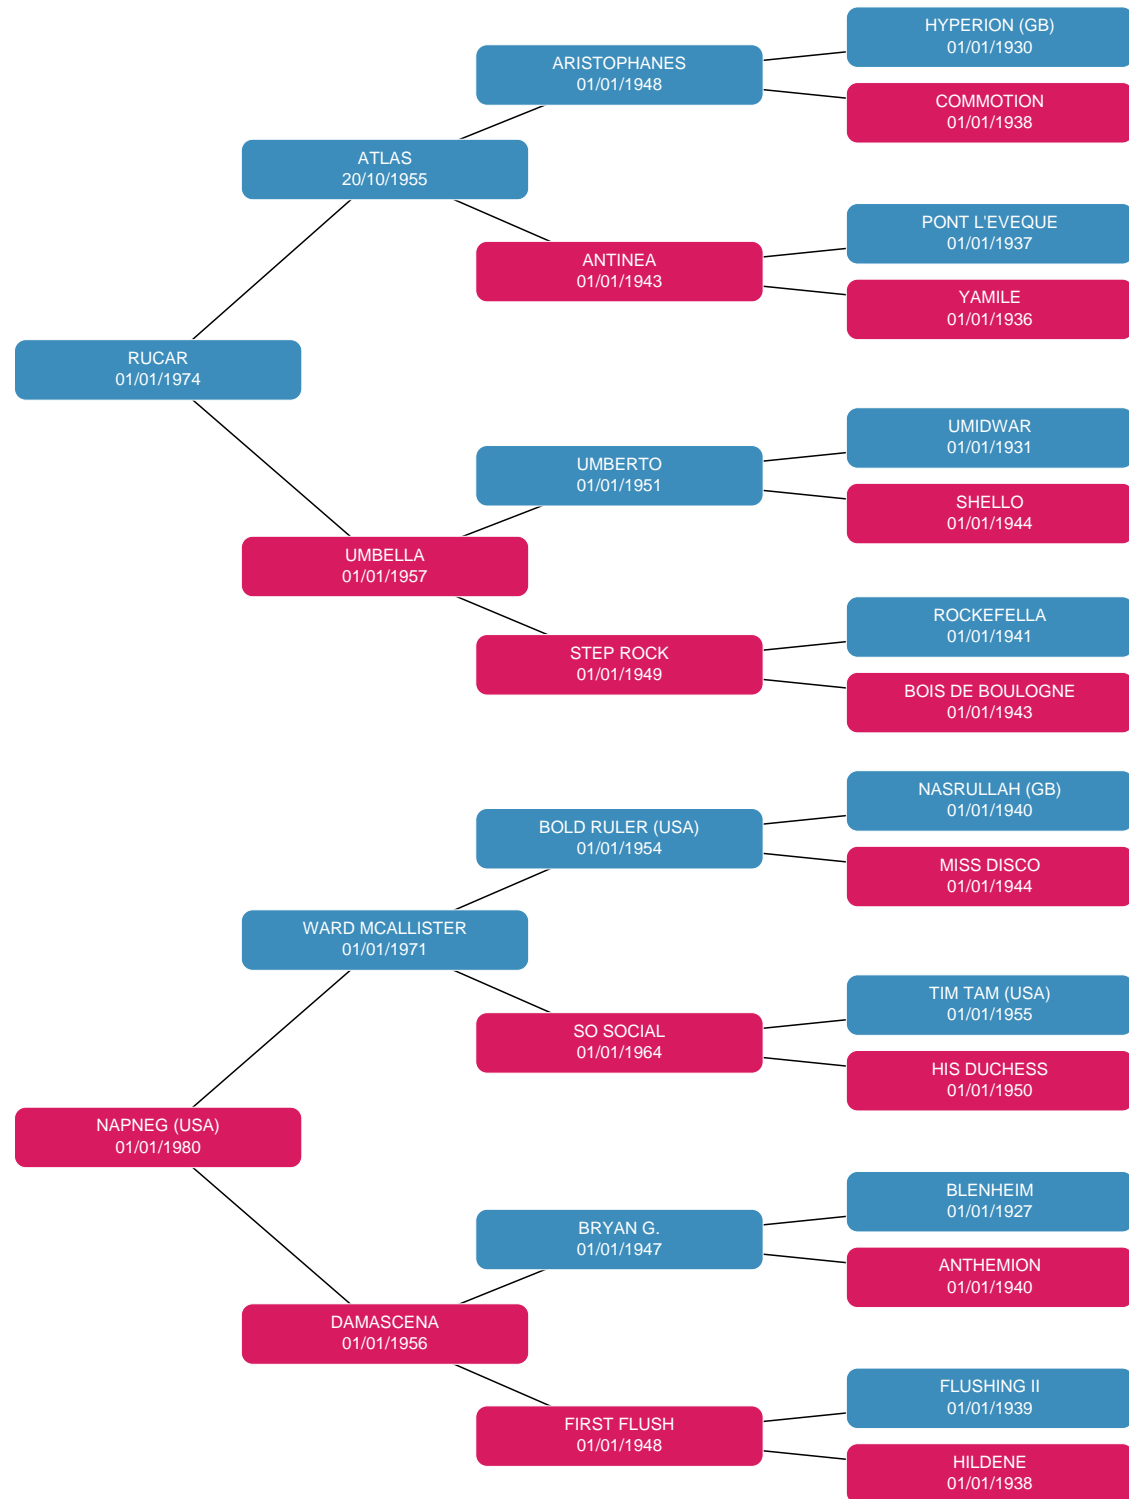 HYPERION (GB)
01/01/1930
ARISTOPHANES
01/01/1948
COMMOTION
01/01/1938
ATLAS
20/10/1955
PONT L'EVEQUE
01/01/1937
ANTINEA
01/01/1943
YAMILE
01/01/1936
RUCAR
01/01/1974
UMIDWAR
01/01/1931
UMBERTO
01/01/1951
SHELLO
01/01/1944
UMBELLA
01/01/1957
ROCKEFELLA
01/01/1941
STEP ROCK
01/01/1949
BOIS DE BOULOGNE
01/01/1943
NASRULLAH (GB)
01/01/1940
BOLD RULER (USA)
01/01/1954
MISS DISCO
01/01/1944
WARD MCALLISTER
01/01/1971
TIM TAM (USA)
01/01/1955
SO SOCIAL
01/01/1964
HIS DUCHESS
01/01/1950
NAPNEG (USA)
01/01/1980
BLENHEIM
01/01/1927
BRYAN G.
01/01/1947
ANTHEMION
01/01/1940
DAMASCENA
01/01/1956
FLUSHING II
01/01/1939
FIRST FLUSH
01/01/1948
HILDENE
01/01/1938